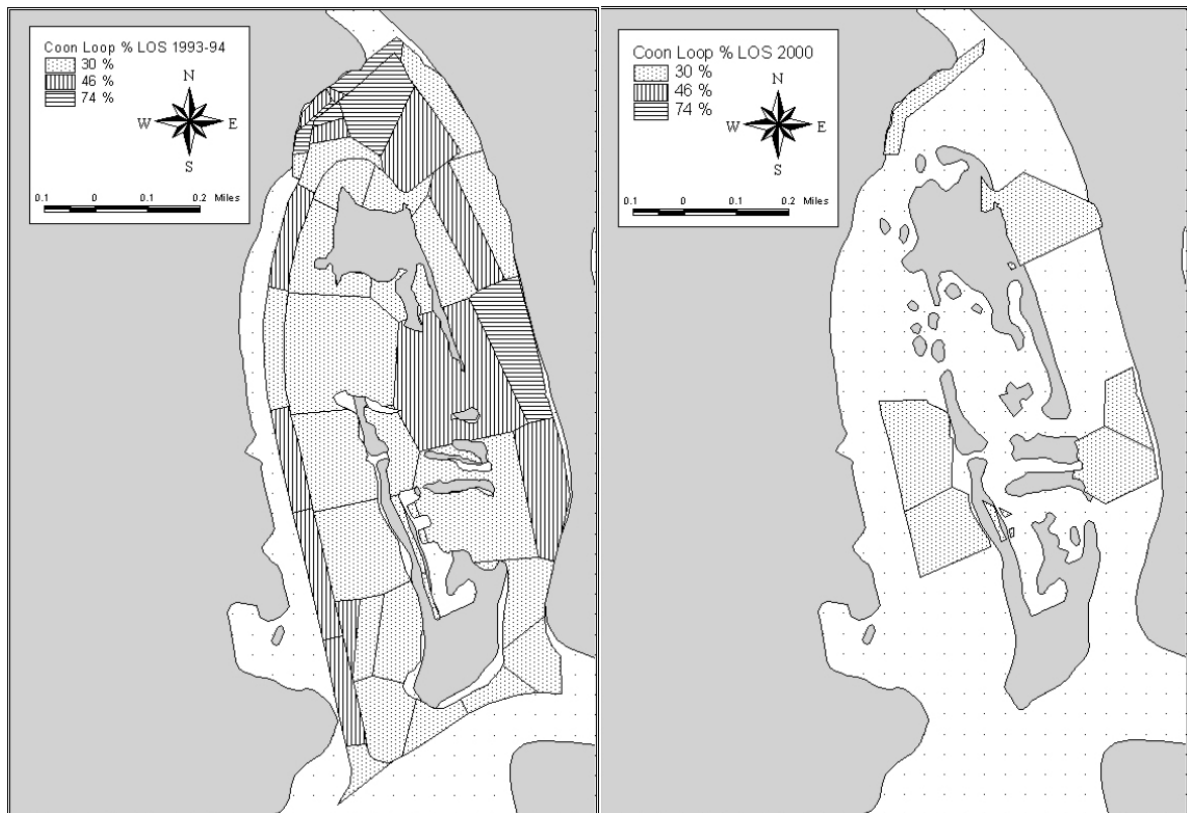 Coon Loop % LOS 1993-94
30 %
46 %
74 %
N
W E
S
0.1 0 0.1 0.2 Miles
Coon Loop % LOS 2000
30 %
46 %
74 %
N
W E
S
0.1 0 0.1 0.2 Miles